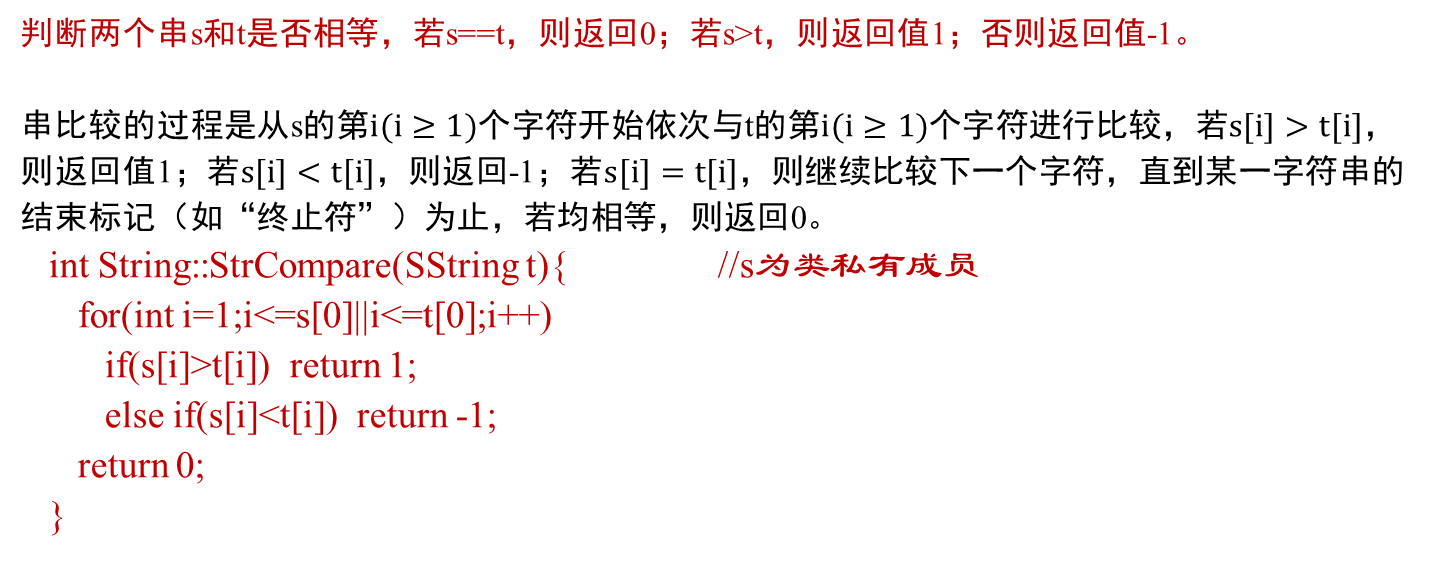 判断两个串s和t是否相等，若s==t，则返回0；若s>t，则返回值1；否则返回值-1。
串比较的过程是从s的第i(i ≥ 1)个字符开始依次与t的第i(i ≥ 1)个字符进行比较，若s[i] > t[i]，
则返回值1；若s[i] < t[i]，则返回-1；若s[i] = t[i]，则继续比较下一个字符，直到某一字符串的
结束标记（如“终止符”）为止，若均相等，则返回0。
int String::StrCompare(SString t){ //s为类私有成员
for(int i=1;i<=s[0]||i<=t[0];i++)
if(s[i]>t[i]) return 1;
else if(s[i]<t[i]) return -1;
return 0;
}